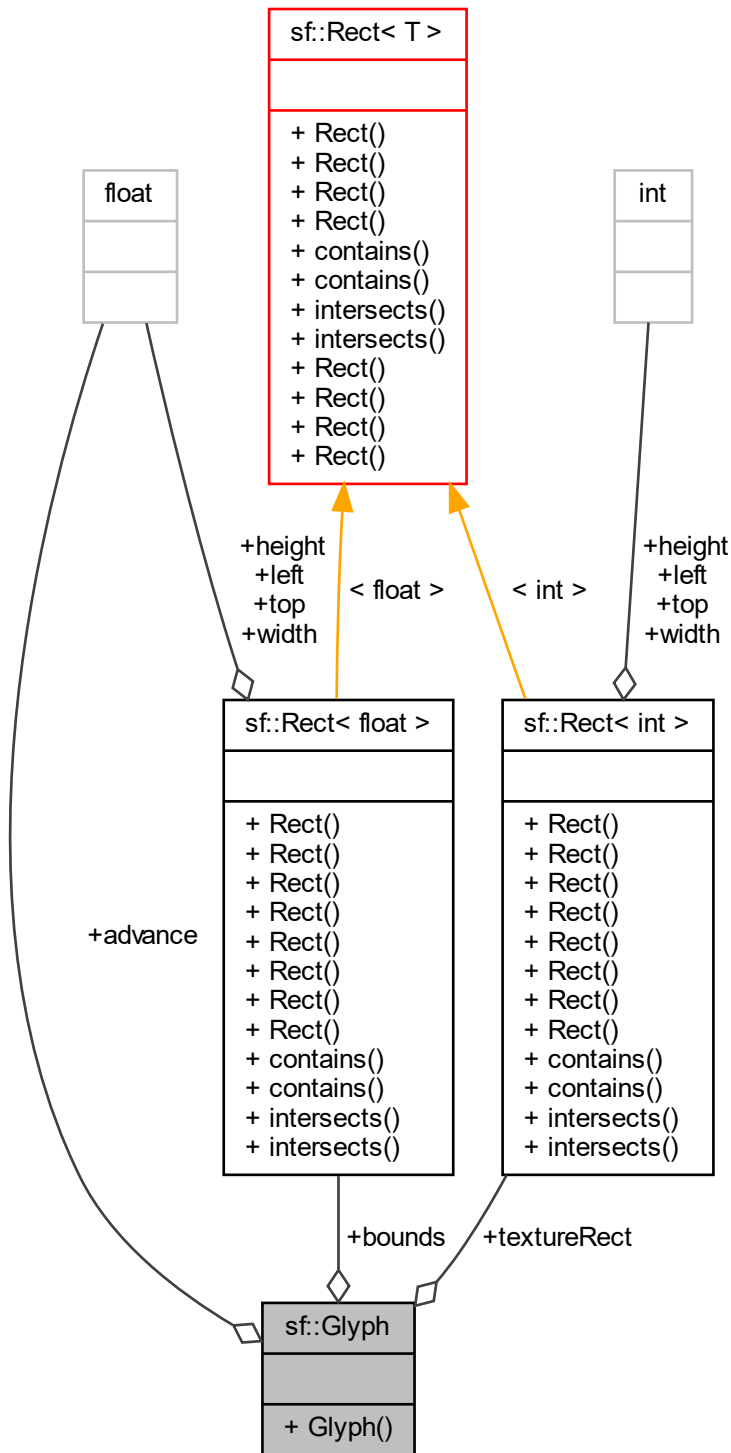 sf::Rect< T >
+ Rect()
+ Rect()
+ Rect()
+ Rect()
+ contains()
+ contains()
+ intersects()
+ intersects()
+ Rect()
+ Rect()
+ Rect()
+ Rect()
float
int
+height
+left
+top
+width
< float >
< int >
+height
+left
+top
+width
sf::Rect< float >
+ Rect()
+ Rect()
+ Rect()
+ Rect()
+ Rect()
+ Rect()
+ Rect()
+ Rect()
+ contains()
+ contains()
+ intersects()
+ intersects()
sf::Rect< int >
+ Rect()
+ Rect()
+ Rect()
+ Rect()
+ Rect()
+ Rect()
+ Rect()
+ Rect()
+ contains()
+ contains()
+ intersects()
+ intersects()
+advance
+bounds
+textureRect
sf::Glyph
+ Glyph()